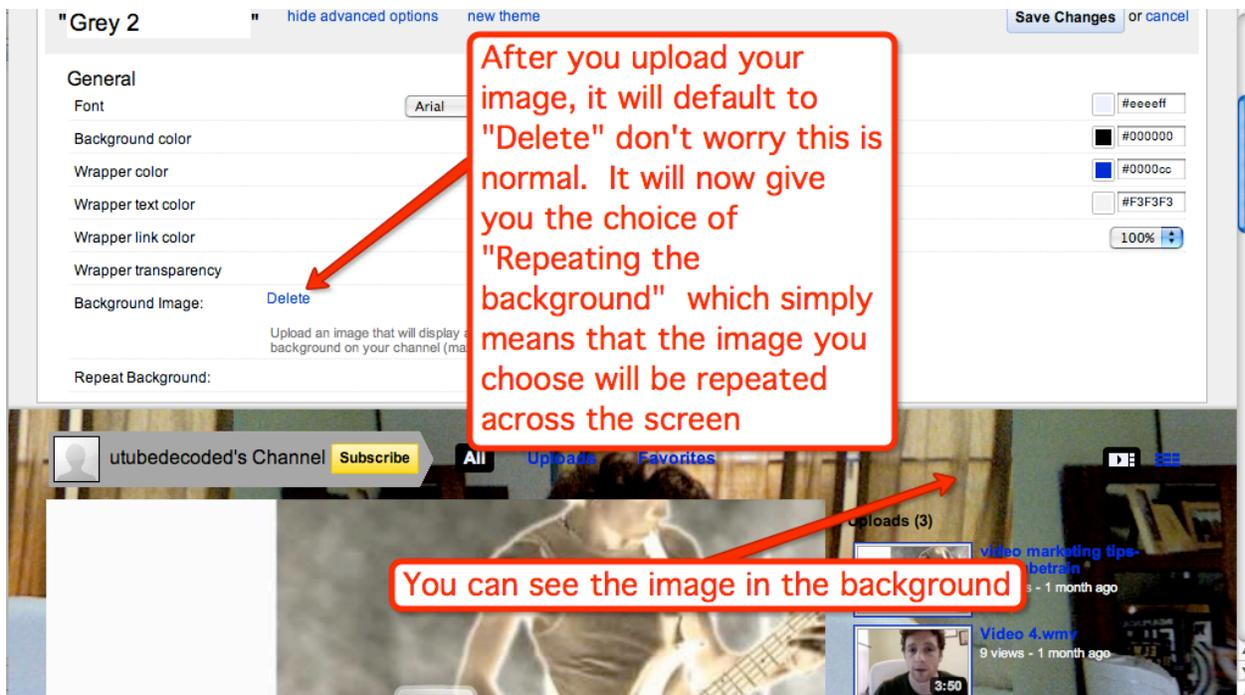 "Grey 2"
hide advanced options
new theme
Save Changes or cancel
General
Font
Arial
#eeeeff
Background color
#000000
Wrapper color
#0000cc
Wrapper text color
#F3F3F3
Wrapper link color
100%
Wrapper transparency
Background Image:
Delete
Upload an image that will display
background on your channel
Repeat Background:
After you upload your
image, it will default to
"Delete" don't worry this is
normal. It will now give
you the choice of
"Repeating the
background" which simply
means that the image you
choose will be repeated
across the screen
utubedecoded's Channel
Subscribe
All
Uploads
Favorites
Uploads (3)
video marketing tips-
- 1 month ago
You can see the image in the background
Video 4.wmv
9 views - 1 month ago
3:50